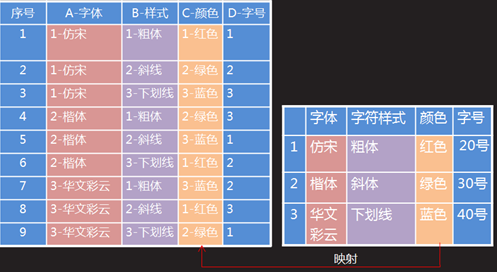 序号 A-字体 B-样式 C-颜色 D-字号
1 1-仿宋 1-粗体 1-红色 1
2 1-仿宋 2-斜线 2-绿色 2
3 1-仿宋 3-下划线 3-蓝色 3
4 2-楷体 1-粗体 2-绿色 3
5 2-楷体 2-斜线 3-蓝色 1
6 2-楷体 3-下划线 1-红色 2
7 3-华文彩云 1-粗体 3-蓝色 2
8 3-华文彩云 2-斜线 1-红色 3
9 3-华文彩云 3-下划线 2-绿色 1
字体 字符样式 颜色 字号
1 仿宋 粗体 红色 20号
2 楷体 斜体 绿色 30号
3 华文 下划线 蓝色 40号
彩云
映射